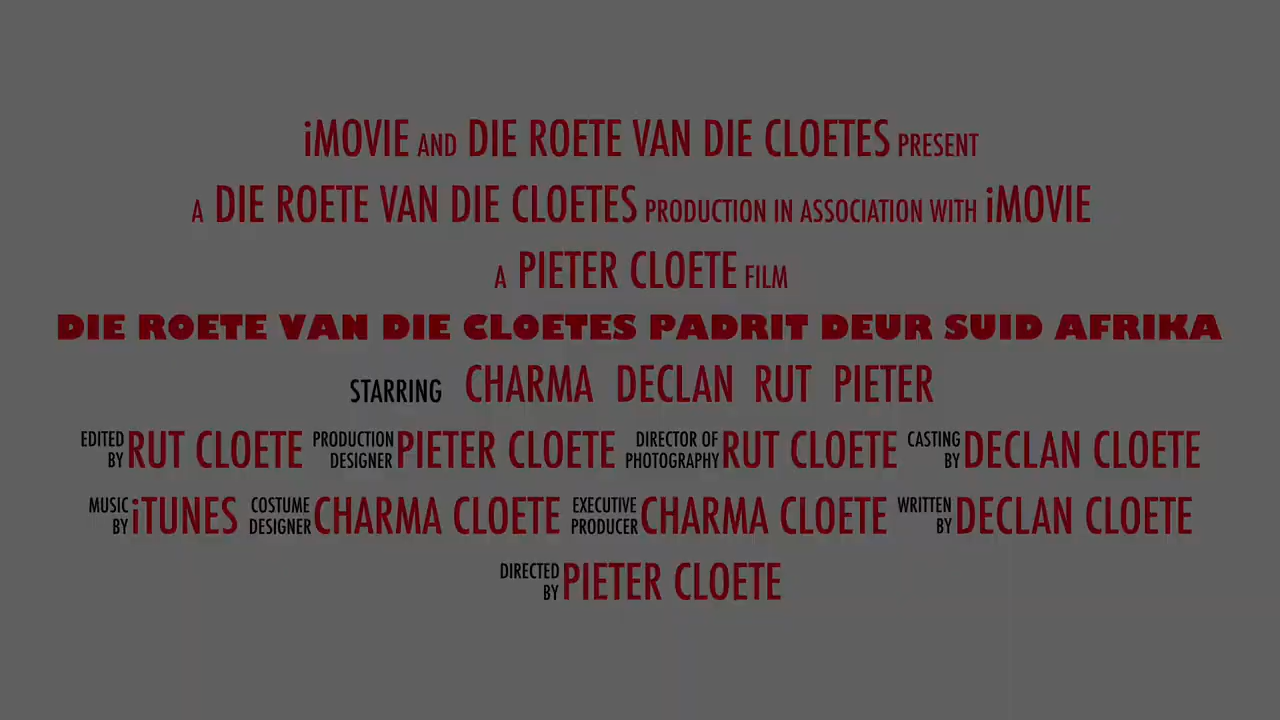 iMOVIE AND DIE ROETE VAN DIE CLOETES PRESENT
A DIE ROETE VAN DIE CLOETES PRODUCTION IN ASSOCIATION WITH iMOVIE
A PIETER CLOETE FILM
DIE ROETE VAN DIE CLOETES PADRIT DEUR SUID AFRIKA
STARRING CHARMA DECLAN RUT PIETER
EDITED BY RUT CLOETE PRODUCTION DESIGNER PIETER CLOETE DIRECTOR OF PHOTOGRAPHY RUT CLOETE CASTING BY DECLAN CLOETE
MUSIC BY iTUNES COSTUME DESIGNER CHARMA CLOETE EXECUTIVE PRODUCER CHARMA CLOETE WRITTEN BY DECLAN CLOETE
DIRECTED BY PIETER CLOETE